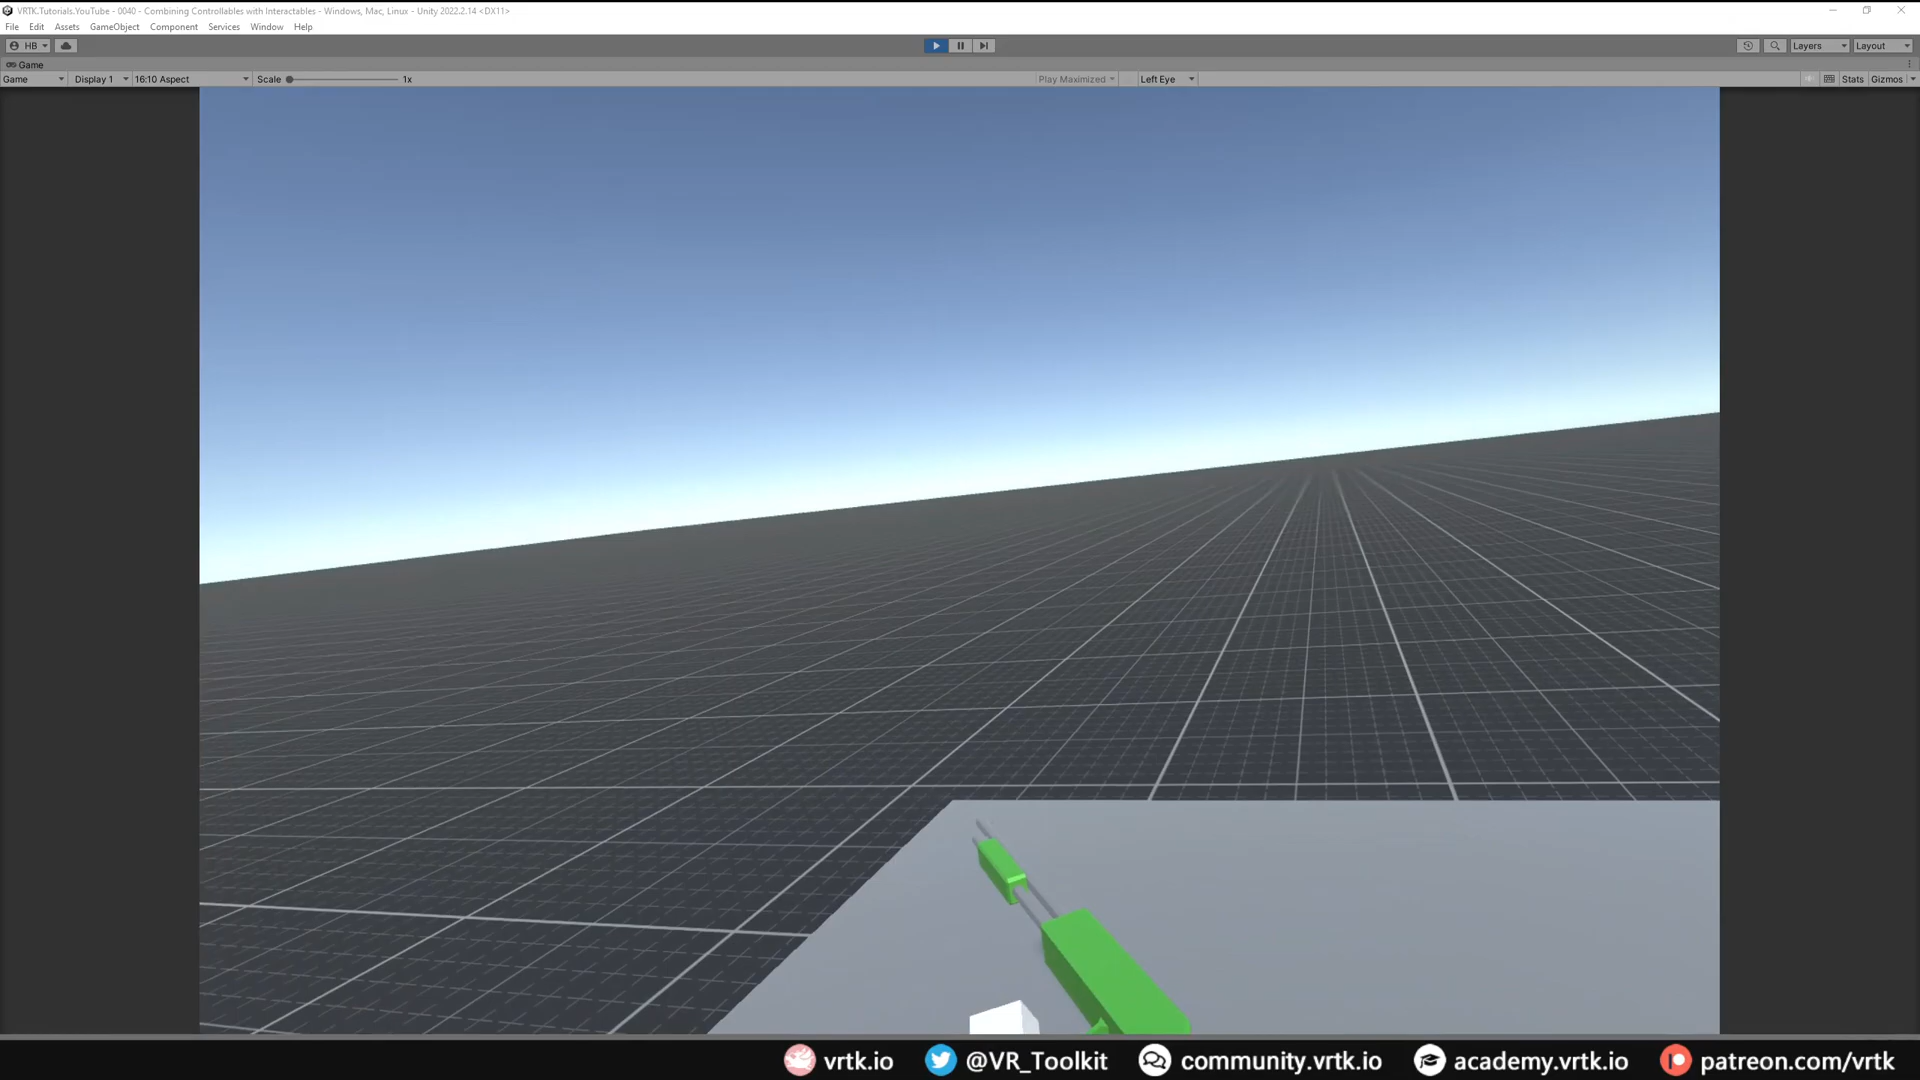 VRTK.Tutorials.YouTube - 0040 - Combining Controllables with Interactables - Windows, Mac, Linux - Unity 2022.2.14 <DX11>
File Edit Assets GameObject Component Services Window Help
HB Layers Layout
Game
Game Display 1 16:10 Aspect Scale 1x Play Maximized Left Eye Stats Gizmos
vrtk.io @VR_Toolkit community.vrtk.io academy.vrtk.io patreon.com/vrtk